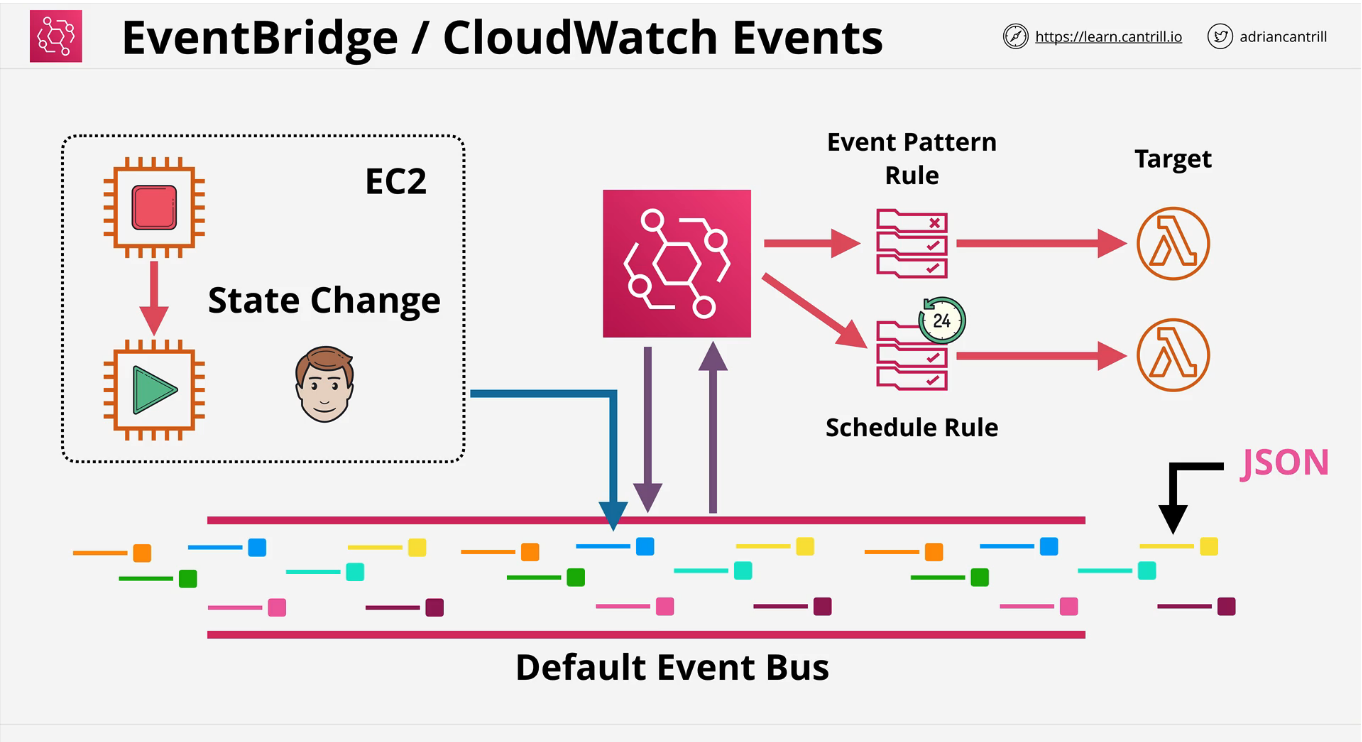 EventBridge / CloudWatch Events
https://learn.cantrill.io
adriancantrill
EC2
State Change
Event Pattern
Rule
Target
24
Schedule Rule
JSON
Default Event Bus